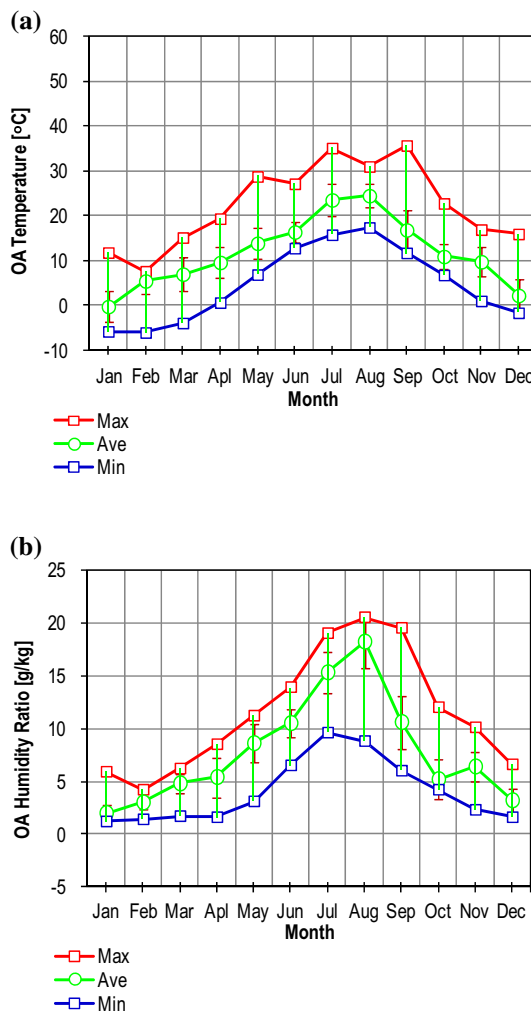 (a)
60
50
40
30
20
10
0
-10
OA Temperature [ºC]
Jan Feb Mar Apl May Jun Jul Aug Sep Oct Nov Dec
Month
Max
Ave
Min
(b)
25
20
15
10
5
0
-5
OA Humidity Ratio [g/kg]
Jan Feb Mar Apl May Jun Jul Aug Sep Oct Nov Dec
Month
Max
Ave
Min